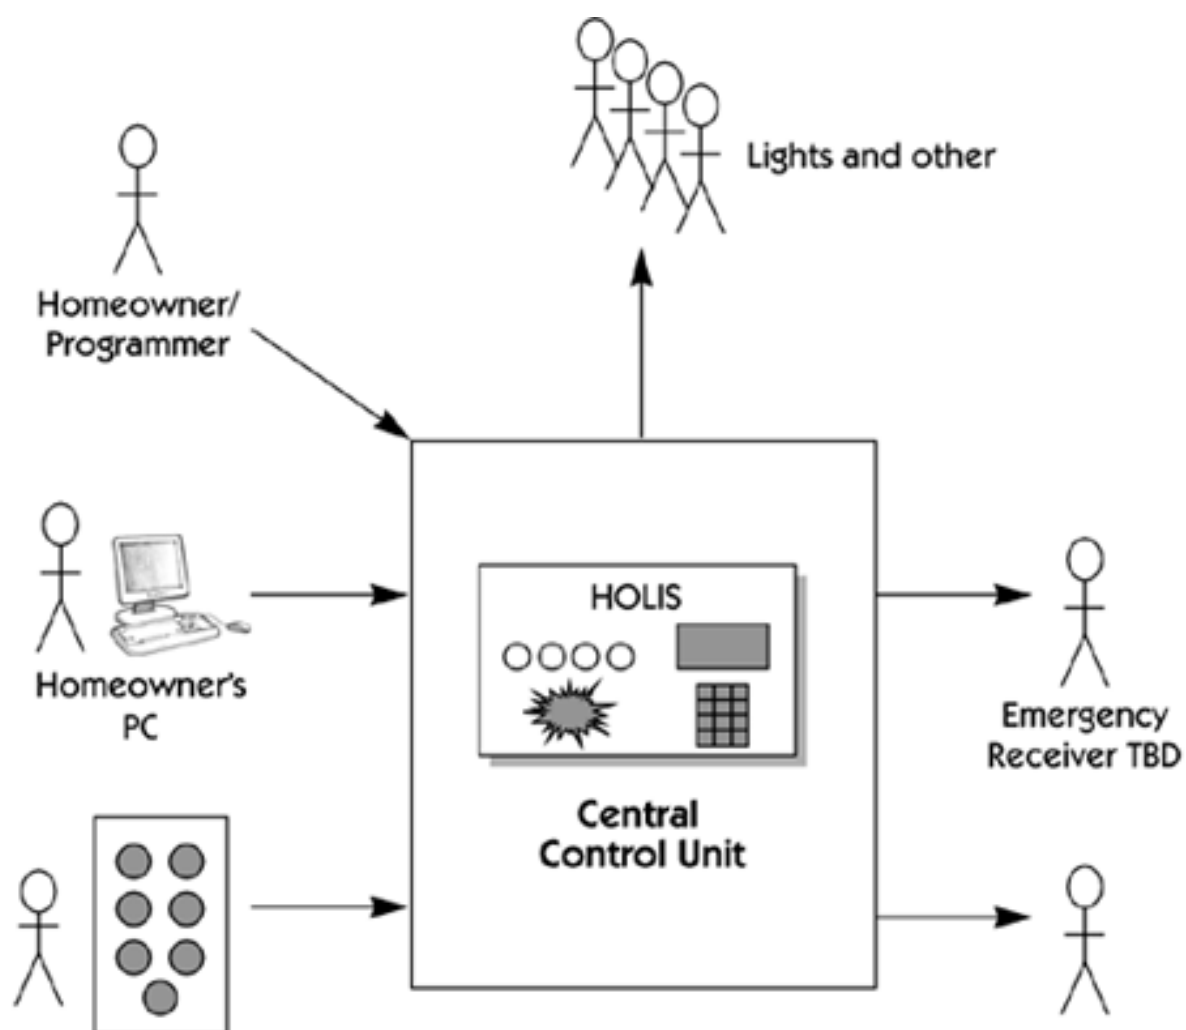 Lights and other
Homeowner/
Programmer
HOLIS
Homeowner's
PC
Emergency
Receiver TBD
Central
Control Unit